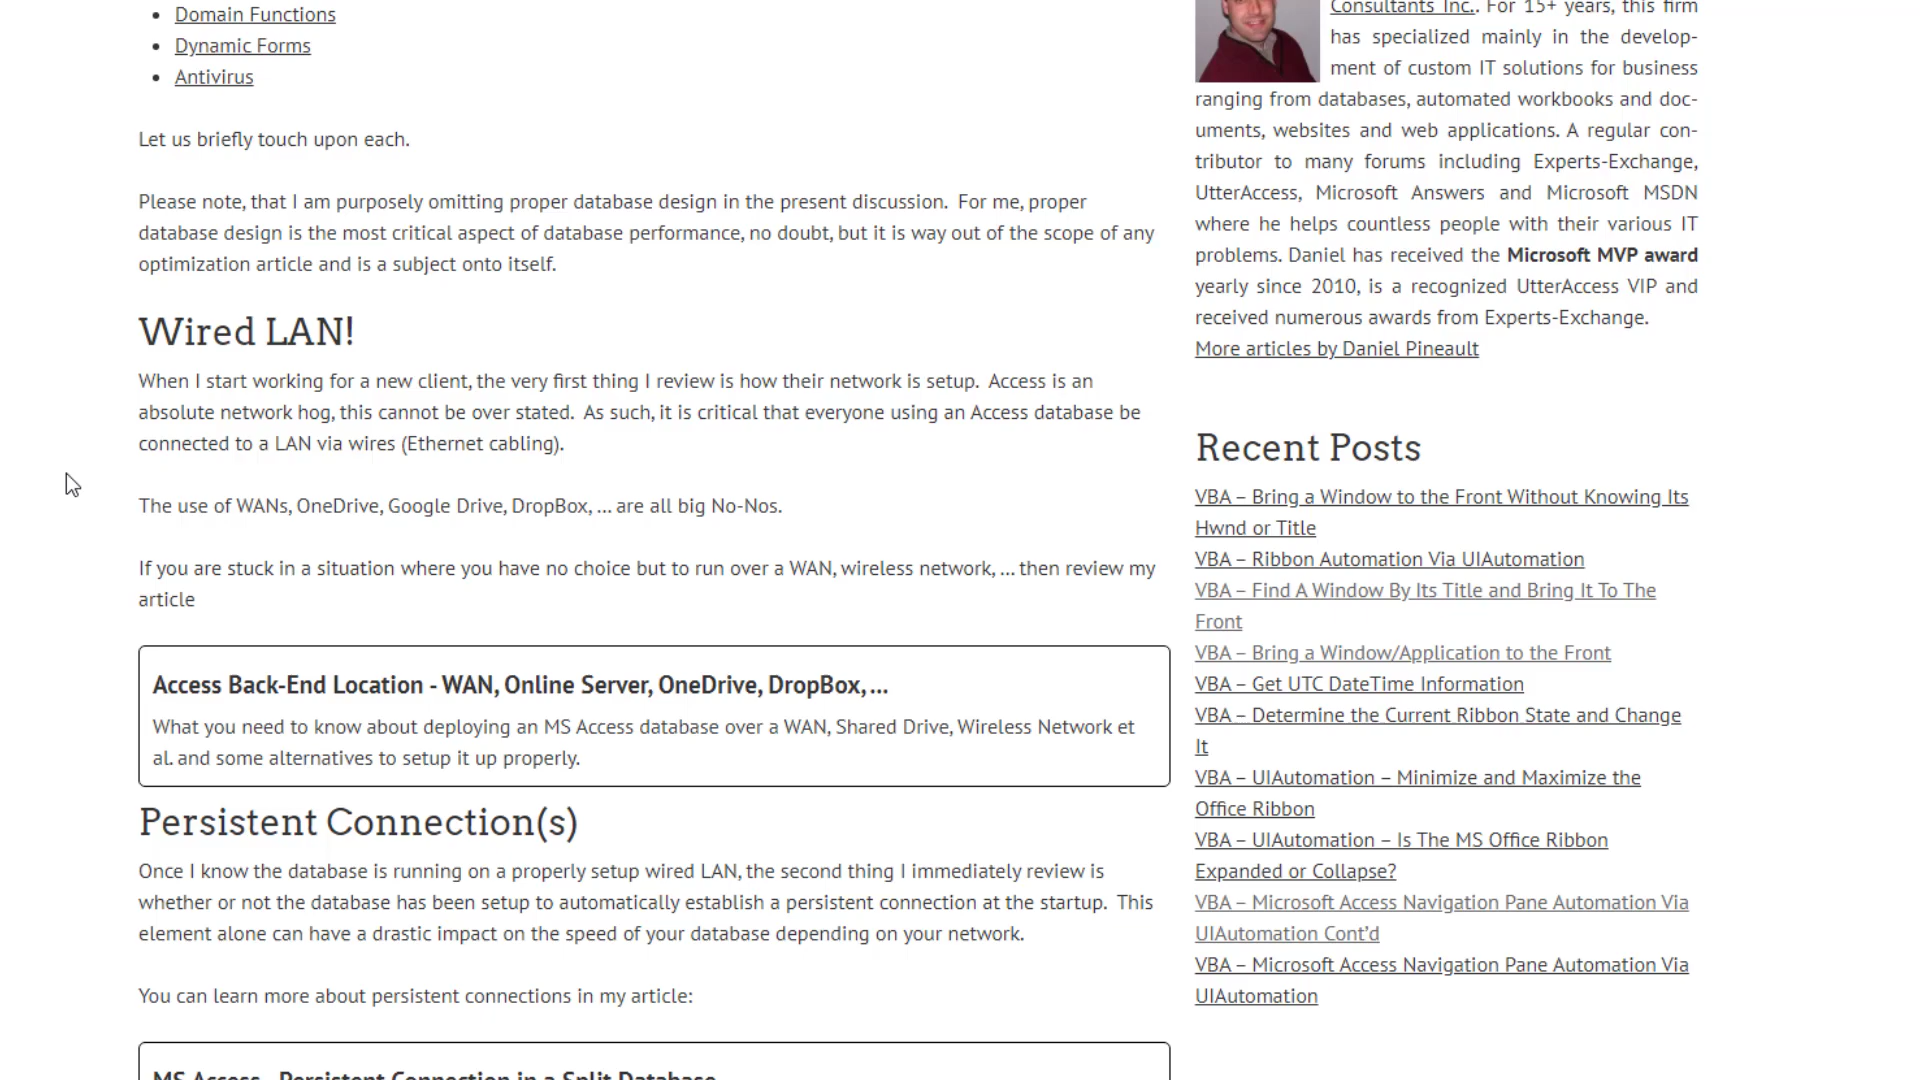 Domain Functions
Dynamic Forms
Antivirus
Let us briefly touch upon each.
Please note, that I am purposely omitting proper database design in the present discussion.  For me, proper
database design is the most critical aspect of database performance, no doubt, but it is way out of the scope of any
optimization article and is a subject onto itself.
Wired LAN!
When I start working for a new client, the very first thing I review is how their network is setup.  Access is an
absolute network hog, this cannot be over stated.  As such, it is critical that everyone using an Access database be
connected to a LAN via wires (Ethernet cabling).
The use of WANs, OneDrive, Google Drive, DropBox, ... are all big No-Nos.
If you are stuck in a situation where you have no choice but to run over a WAN, wireless network, ... then review my
article
Access Back-End Location - WAN, Online Server, OneDrive, DropBox, ...
What you need to know about deploying an MS Access database over a WAN, Shared Drive, Wireless Network et
al. and some alternatives to setup it up properly.
Persistent Connection(s)
Once I know the database is running on a properly setup wired LAN, the second thing I immediately review is
whether or not the database has been setup to automatically establish a persistent connection at the startup.  This
element alone can have a drastic impact on the speed of your database depending on your network.
You can learn more about persistent connections in my article:
MS Access - Persistent Connection in a Split Database
Consultants Inc.. For 15+ years, this firm
has specialized mainly in the develop-
ment of custom IT solutions for business
ranging from databases, automated workbooks and doc-
uments, websites and web applications. A regular con-
tributor to many forums including Experts-Exchange,
UtterAccess, Microsoft Answers and Microsoft MSDN
where he helps countless people with their various IT
problems. Daniel has received the Microsoft MVP award
yearly since 2010, is a recognized UtterAccess VIP and
received numerous awards from Experts-Exchange.
More articles by Daniel Pineault
Recent Posts
VBA – Bring a Window to the Front Without Knowing Its
Hwnd or Title
VBA – Ribbon Automation Via UIAutomation
VBA – Find A Window By Its Title and Bring It To The
Front
VBA – Bring a Window/Application to the Front
VBA – Get UTC DateTime Information
VBA – Determine the Current Ribbon State and Change
It
VBA – UIAutomation – Minimize and Maximize the
Office Ribbon
VBA – UIAutomation – Is The MS Office Ribbon
Expanded or Collapse?
VBA – Microsoft Access Navigation Pane Automation Via
UIAutomation Cont'd
VBA – Microsoft Access Navigation Pane Automation Via
UIAutomation